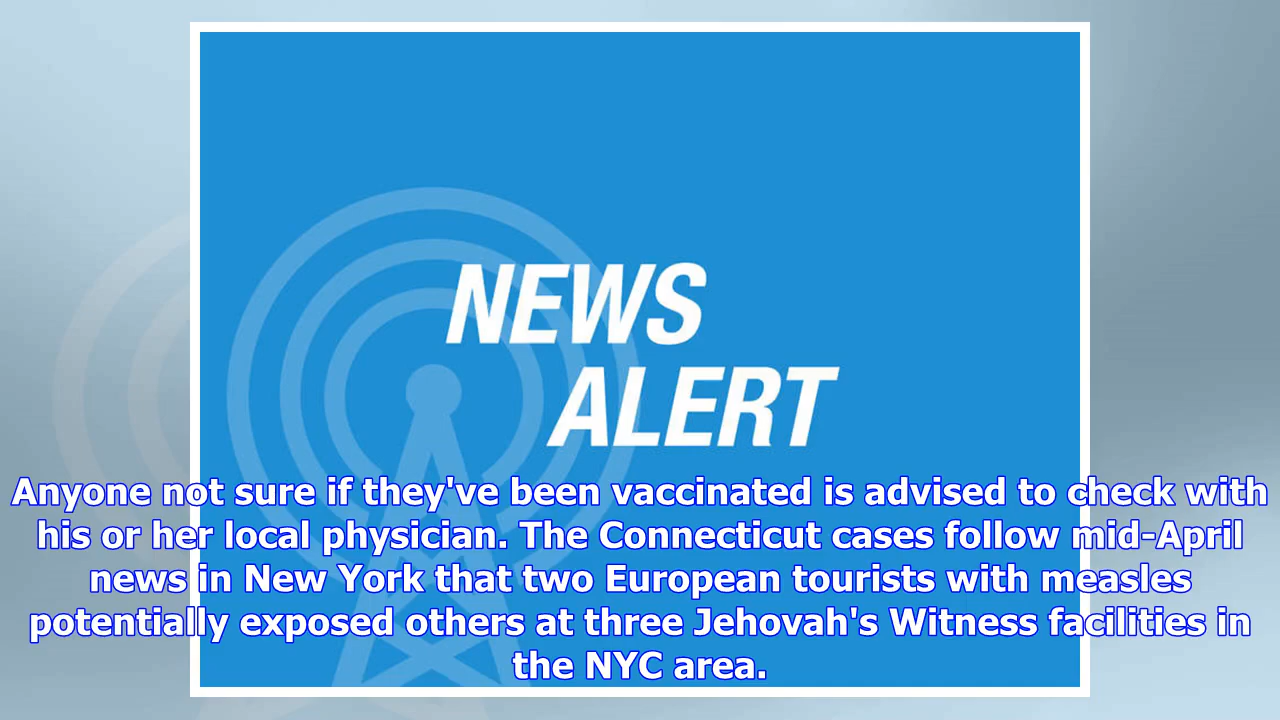 NEWS
ALERT
Anyone not sure if they've been vaccinated is advised to check with
his or her local physician. The Connecticut cases follow mid-April
news in New York that two European tourists with measles
potentially exposed others at three Jehovah's Witness facilities in
the NYC area.